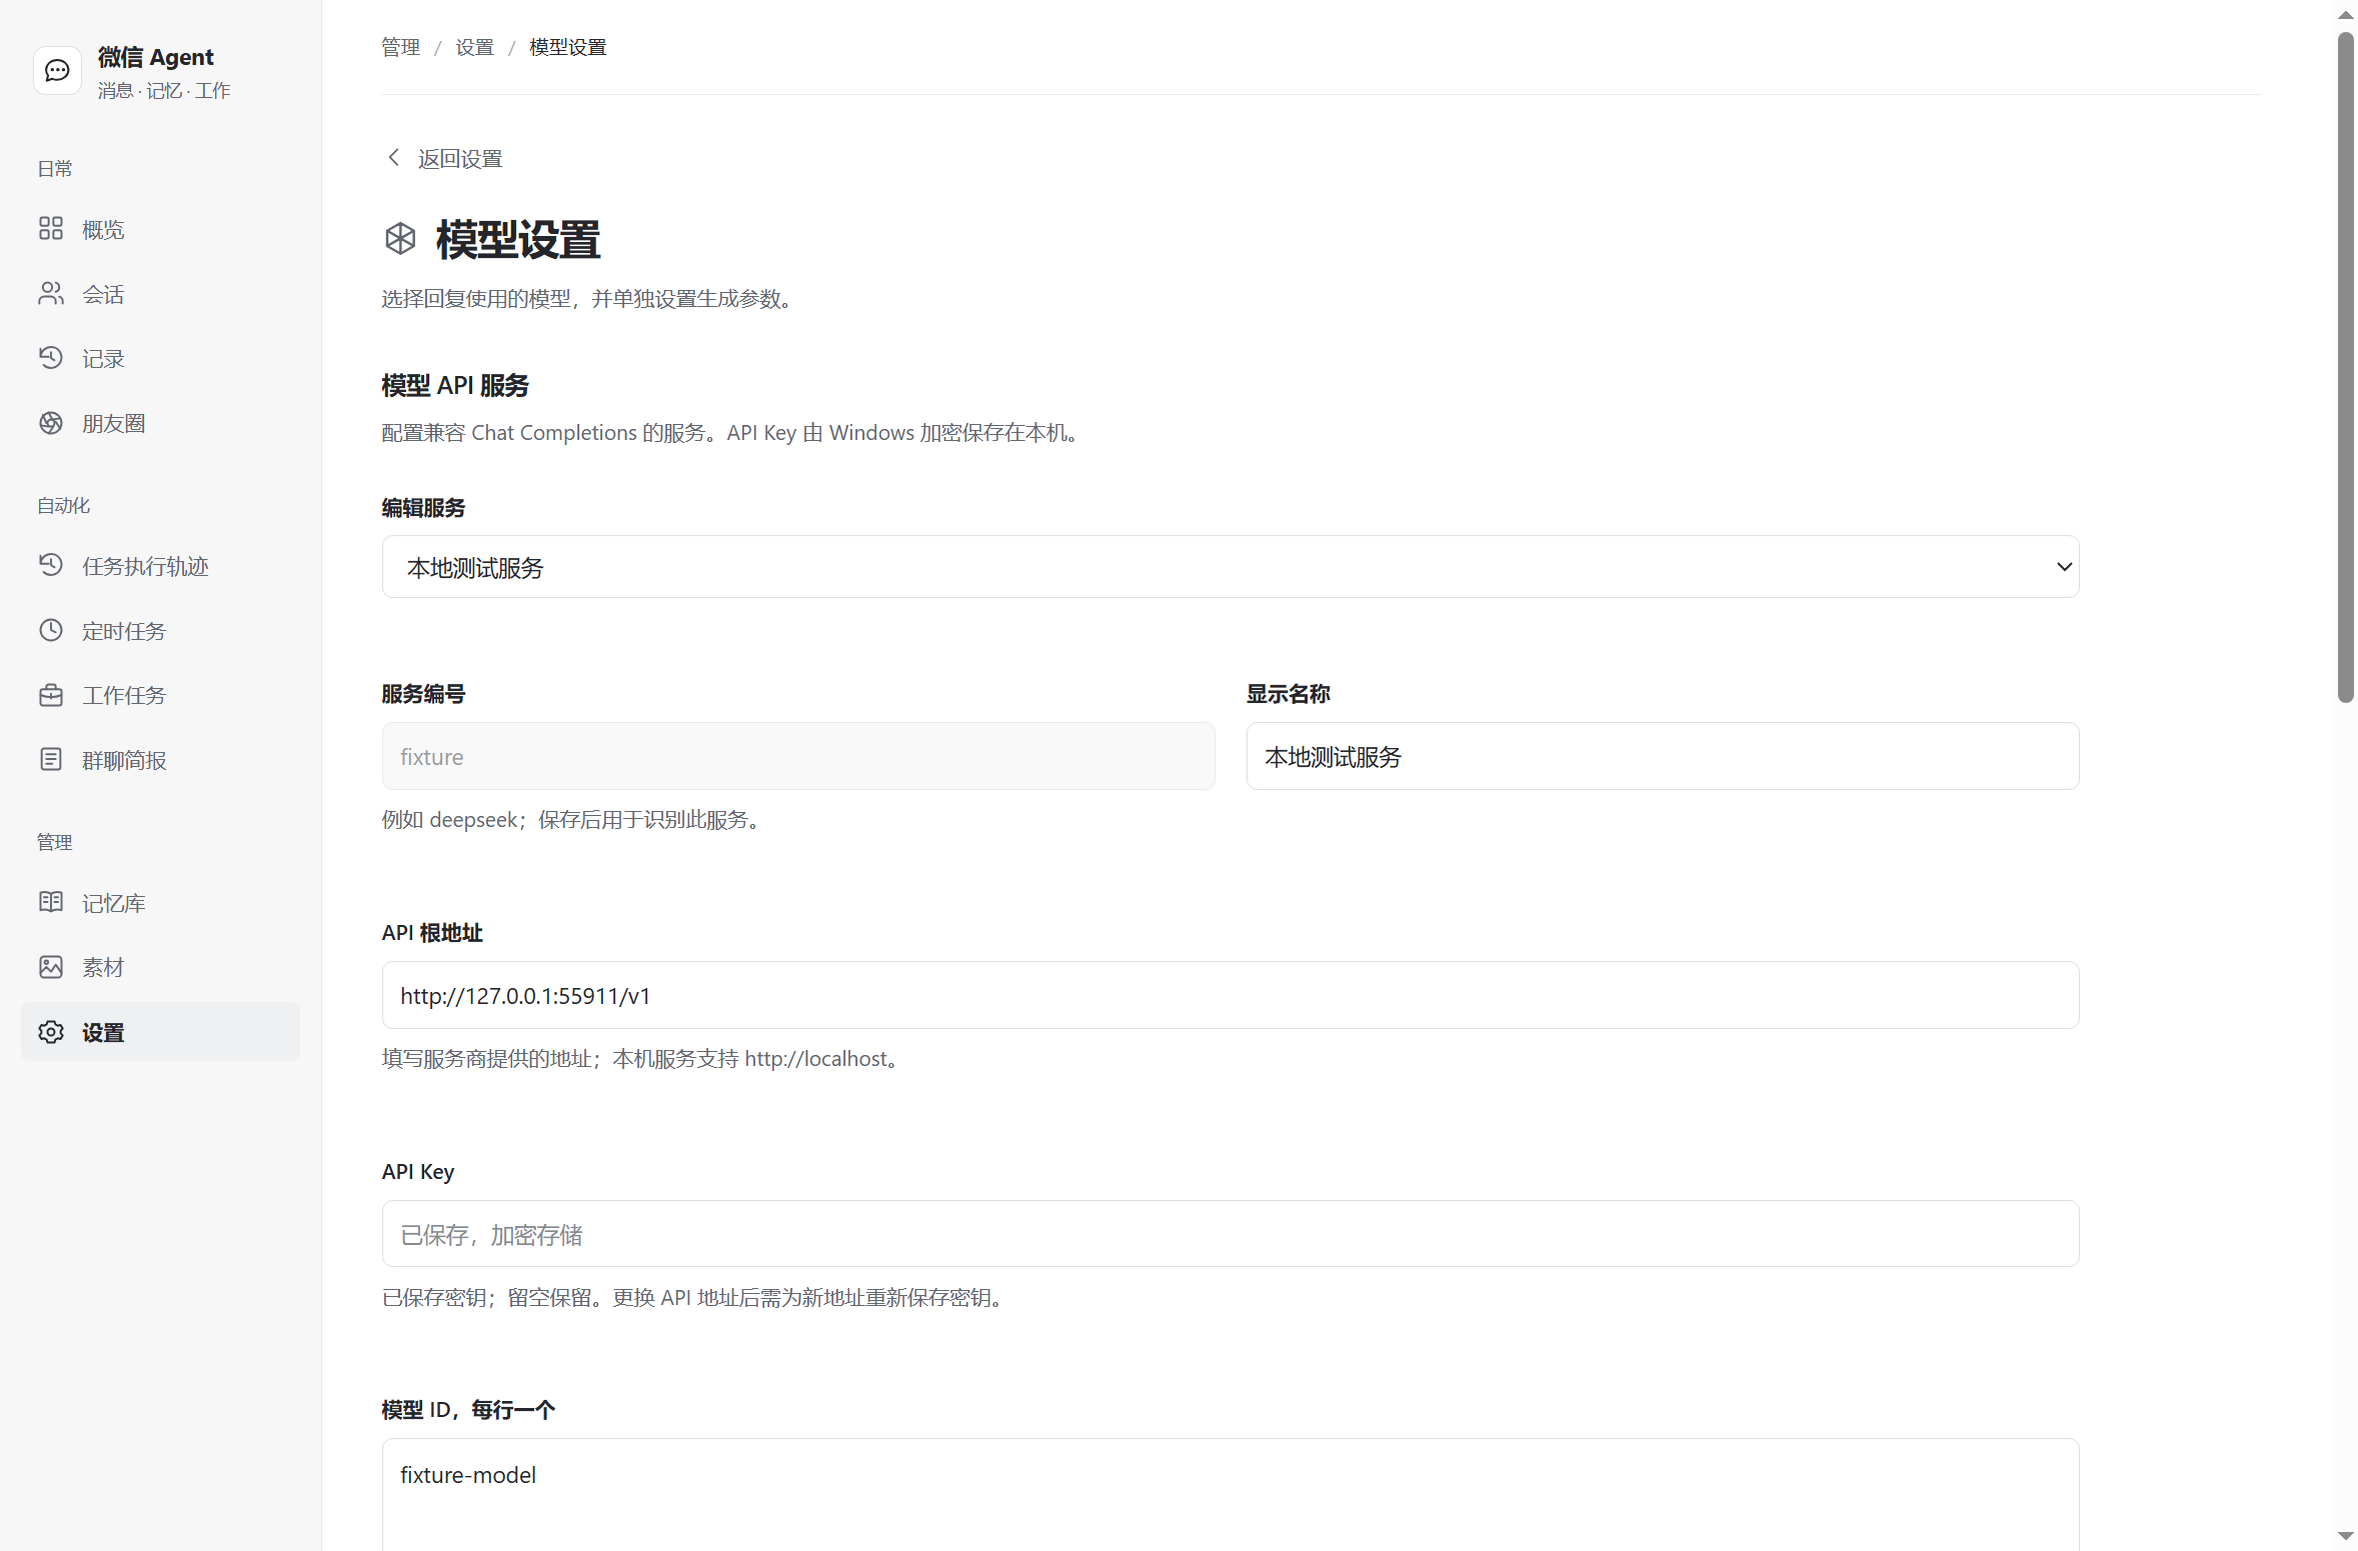 微信 Agent
消息 · 记忆 · 工作
日常
概览
会话
记录
朋友圈
自动化
任务执行轨迹
定时任务
工作任务
群聊简报
管理
记忆库
素材
设置
管理 / 设置 / 模型设置
返回设置
模型设置
选择回复使用的模型，并单独设置生成参数。
模型 API 服务
配置兼容 Chat Completions 的服务。API Key 由 Windows 加密保存在本机。
编辑服务
本地测试服务
服务编号
fixture
例如 deepseek；保存后用于识别此服务。
显示名称
本地测试服务
API 根地址
http://127.0.0.1:55911/v1
填写服务商提供的地址；本机服务支持 http://localhost。
API Key
已保存，加密存储
已保存密钥；留空保留。更换 API 地址后需为新地址重新保存密钥。
模型 ID，每行一个
fixture-model